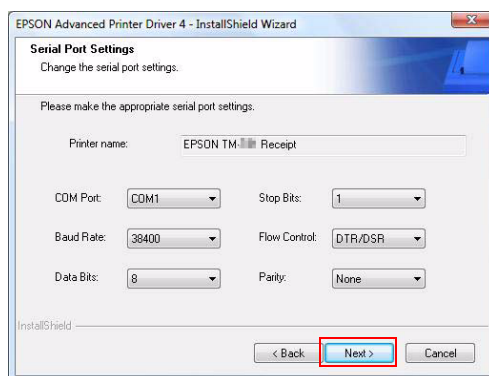 EPSON Advanced Printer Driver 4 - InstallShield Wizard
Serial Port Settings
Change the serial port settings.
Please make the appropriate serial port settings.
Printer name: EPSON TM- Receipt
COM Port: COM1 Stop Bits: 1
Baud Rate: 38400 Flow Control: DTR/DSR
Data Bits: 8 Parity: None
InstallShield
< Back Next > Cancel